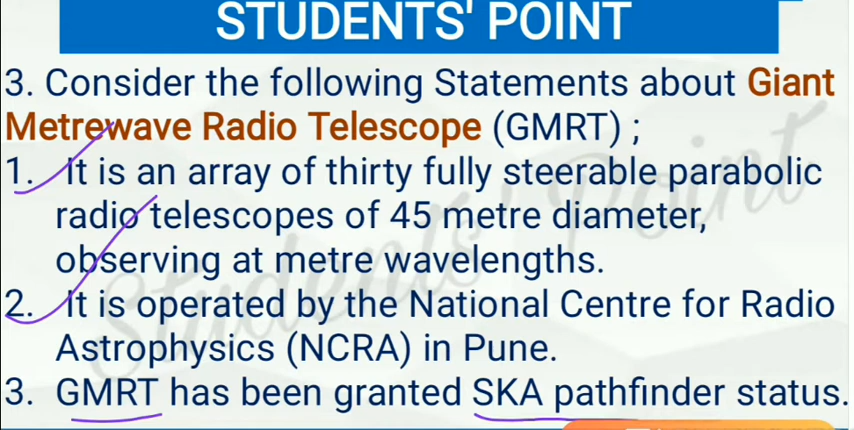 STUDENTS' POINT
3. Consider the following Statements about Giant
Metrewave Radio Telescope (GMRT) ;
1. It is an array of thirty fully steerable parabolic
radio telescopes of 45 metre diameter,
observing at metre wavelengths.
2. It is operated by the National Centre for Radio
Astrophysics (NCRA) in Pune.
3. GMRT has been granted SKA pathfinder status.
Students' Point